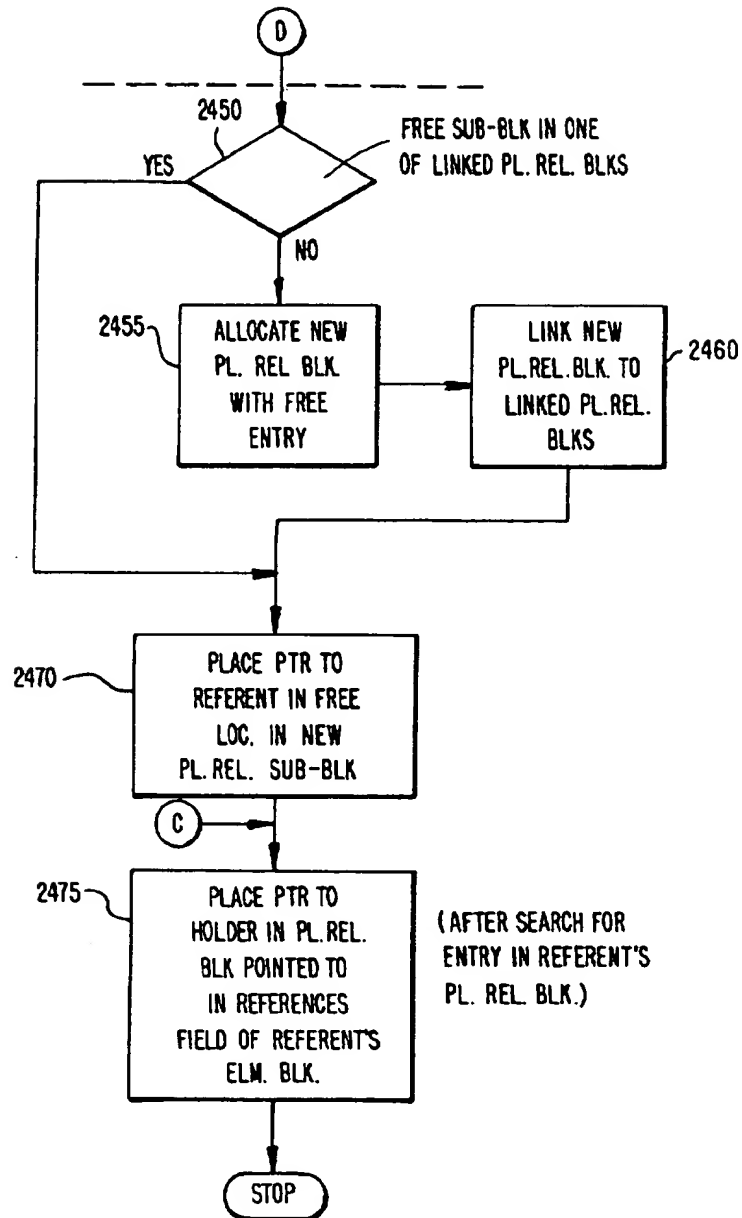 D
2450
FREE SUB-BLK IN ONE
OF LINKED PL. REL. BLKS
YES
NO
2455
ALLOCATE NEW
PL. REL BLK.
WITH FREE
ENTRY
LINK NEW
PL.REL.BLK. TO
LINKED PL.REL.
BLKS
2460
2470
PLACE PTR TO
REFERENT IN FREE
LOC. IN NEW
PL.REL. SUB-BLK
C
2475
PLACE PTR TO
HOLDER IN PL.REL.
BLK POINTED TO
IN REFERENCES
FIELD OF REFERENT'S
ELM. BLK.
(AFTER SEARCH FOR
ENTRY IN REFERENT'S
PL. REL. BLK.)
STOP